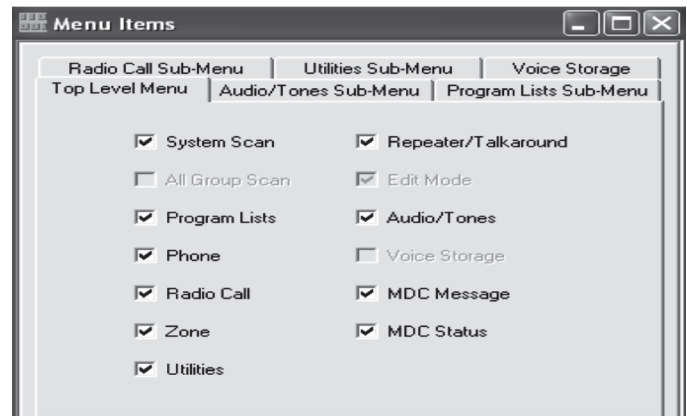 Menu Items
Radio Call Sub-Menu Utilities Sub-Menu Voice Storage
Top Level Menu Audio/Tones Sub-Menu Program Lists Sub-Menu
System Scan Repeater/Talkaround
All Group Scan Edit Mode
Program Lists Audio/Tones
Phone Voice Storage
Radio Call MDC Message
Zone MDC Status
Utilities